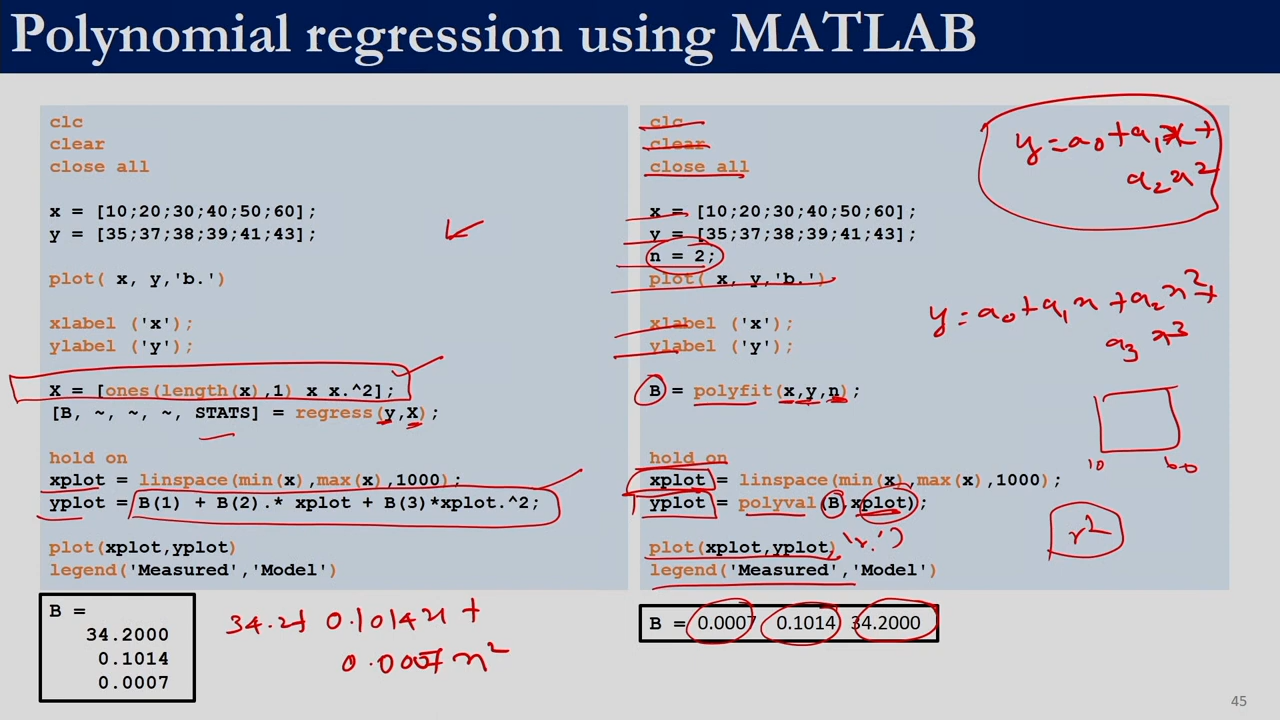 Polynomial regression using MATLAB
clc
clear
close all
x = [10;20;30;40;50;60];
y = [35;37;38;39;41;43];
plot( x, y,'b.')
xlabel ('x');
ylabel ('y');
X = [ones(length(x),1) x x.^2];
[B, ~, ~, ~, STATS] = regress(y,X);
hold on
xplot = linspace(min(x),max(x),1000);
yplot = B(1) + B(2).* xplot + B(3)*xplot.^2;
plot(xplot,yplot)
legend('Measured','Model')
B =
34.2000
0.1014
0.0007
34.2+ 0.1014x +
0.0007 x²
clc
clear
close all
x = [10;20;30;40;50;60];
y = [35;37;38;39;41;43];
n = 2;
plot( x, y,'b.')
xlabel ('x');
ylabel ('y');
B = polyfit(x,y,n);
hold on
xplot = linspace(min(x),max(x),1000);
yplot = polyval(B,xplot);
plot(xplot,yplot) 'r.')
legend('Measured','Model')
B = 0.0007 0.1014 34.2000
y = a₀ + a₁x +
a₂x²
y = a₀ + a₁x + a₂x² +
a₃ x³
10 60
r²
45